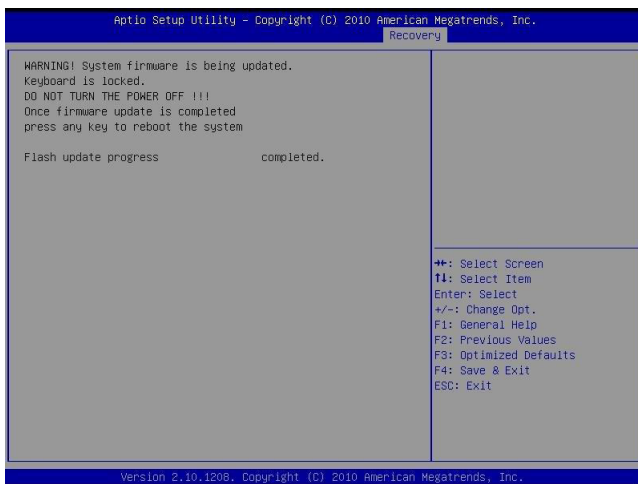 Aptio Setup Utility – Copyright (C) 2010 American Megatrends, Inc.
Recovery
WARNING! System firmware is being updated.
Keyboard is locked.
DO NOT TURN THE POWER OFF !!!
Once firmware update is completed
press any key to reboot the system
Flash update progress completed.
→←: Select Screen
↑↓: Select Item
Enter: Select
+/-: Change Opt.
F1: General Help
F2: Previous Values
F3: Optimized Defaults
F4: Save & Exit
ESC: Exit
Version 2.10.1208. Copyright (C) 2010 American Megatrends, Inc.